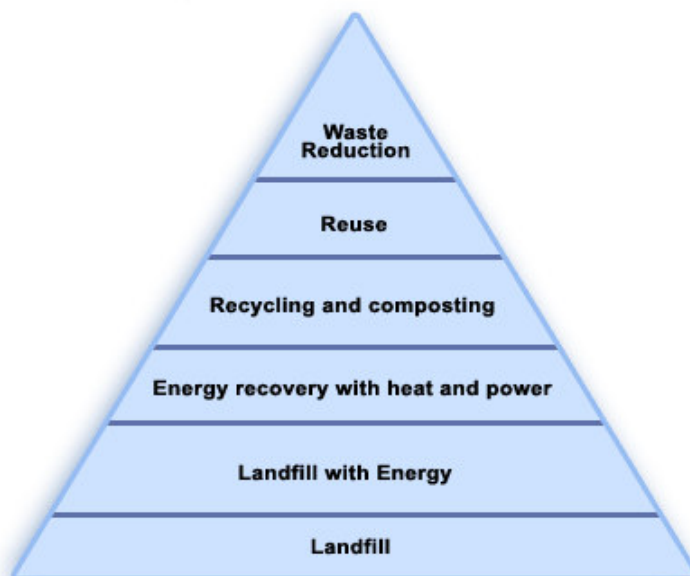 Waste
Reduction
Reuse
Recycling and composting
Energy recovery with heat and power
Landfill with Energy
Landfill